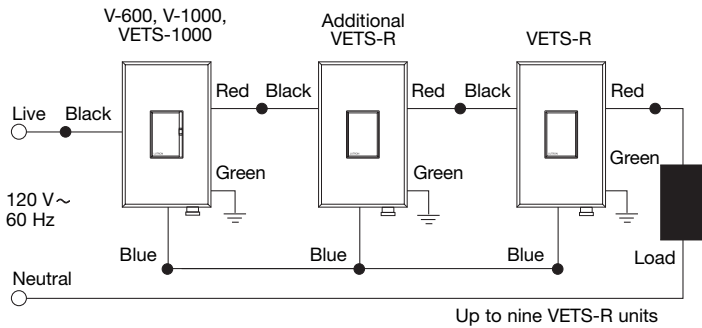 V-600, V-1000,
VETS-1000
Additional
VETS-R
VETS-R
Live
Black
Red
Black
Red
Black
Red
Green
Green
Green
120 V~
60 Hz
Blue
Blue
Blue
Load
Neutral
Up to nine VETS-R units